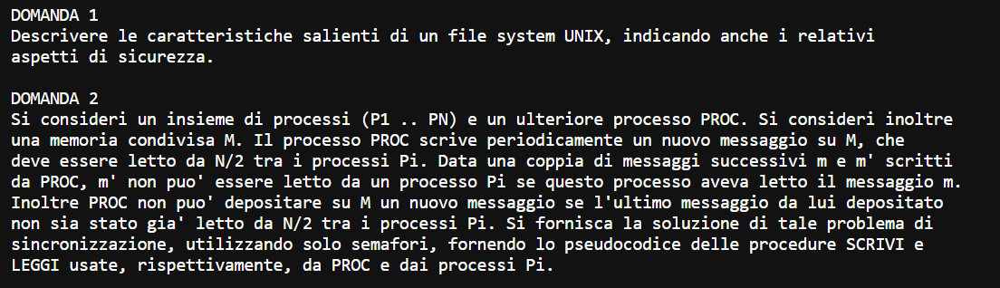 DOMANDA 1
Descrivere le caratteristiche salienti di un file system UNIX, indicando anche i relativi
aspetti di sicurezza.
DOMANDA 2
Si consideri un insieme di processi (P1 .. PN) e un ulteriore processo PROC. Si consideri inoltre
una memoria condivisa M. Il processo PROC scrive periodicamente un nuovo messaggio su M, che
deve essere letto da N/2 tra i processi Pi. Data una coppia di messaggi successivi m e m' scritti
da PROC, m' non puo' essere letto da un processo Pi se questo processo aveva letto il messaggio m.
Inoltre PROC non puo' depositare su M un nuovo messaggio se l'ultimo messaggio da lui depositato
non sia stato gia' letto da N/2 tra i processi Pi. Si fornisca la soluzione di tale problema di
sincronizzazione, utilizzando solo semafori, fornendo lo pseudocodice delle procedure SCRIVI e
LEGGI usate, rispettivamente, da PROC e dai processi Pi.